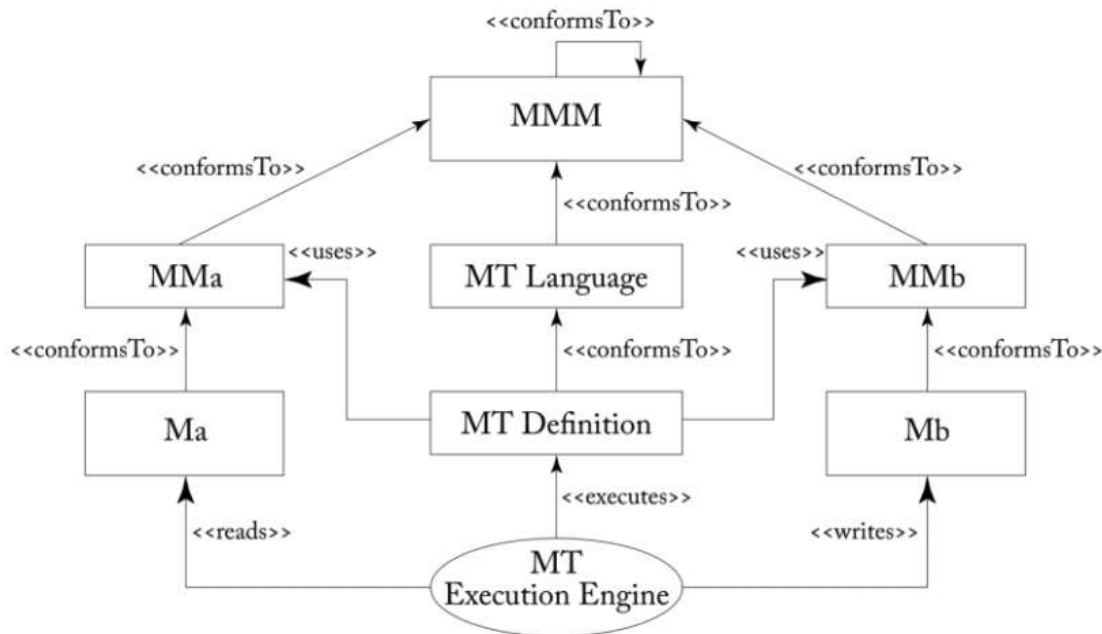 <<conformsTo>>
MMM
<<conformsTo>>
<<conformsTo>>
<<conformsTo>>
<<uses>>
<<uses>>
MMa
MT Language
MMb
<<conformsTo>>
<<conformsTo>>
<<conformsTo>>
Ma
MT Definition
Mb
<<executes>>
<<reads>>
<<writes>>
MT
Execution Engine